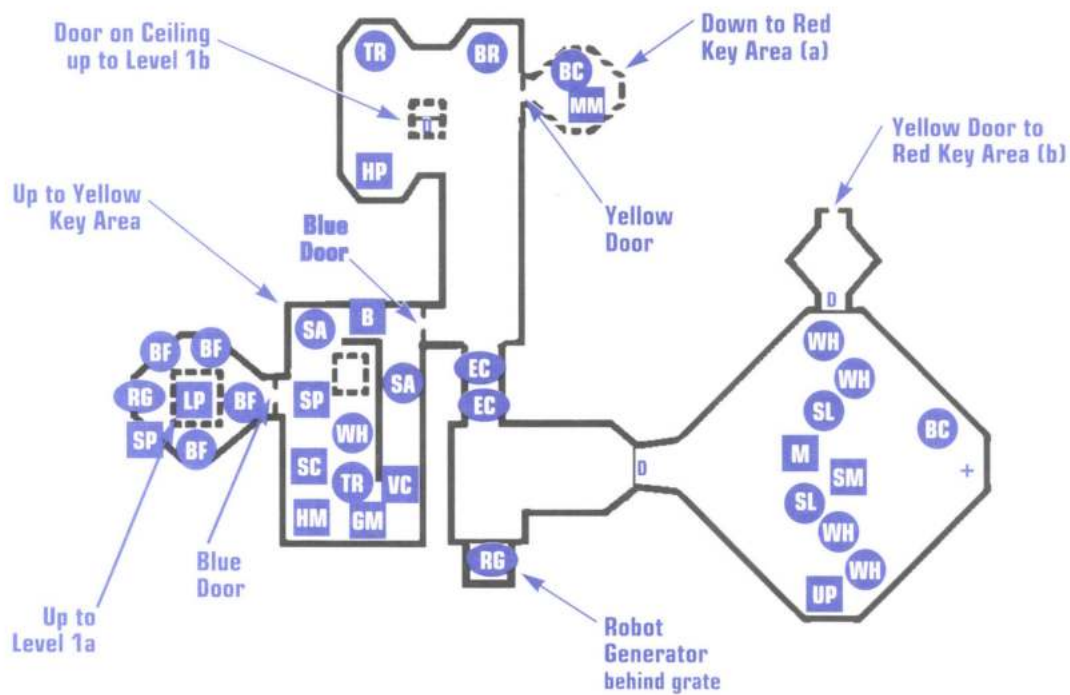 Door on Ceiling
up to Level 1b
TR
BR
BC
MM
Down to Red
Key Area (a)
D
HP
Yellow Door to
Red Key Area (b)
Up to Yellow
Key Area
Blue
Door
Yellow
Door
D
SA
B
BF
BF
RG
LP
BF
SP
BF
SP
SA
WH
SC
TR
VC
HM
GM
EC
EC
D
RG
WH
WH
SL
BC
M
SM
+
SL
WH
WH
UP
Blue
Door
Up to
Level 1a
Robot
Generator
behind grate